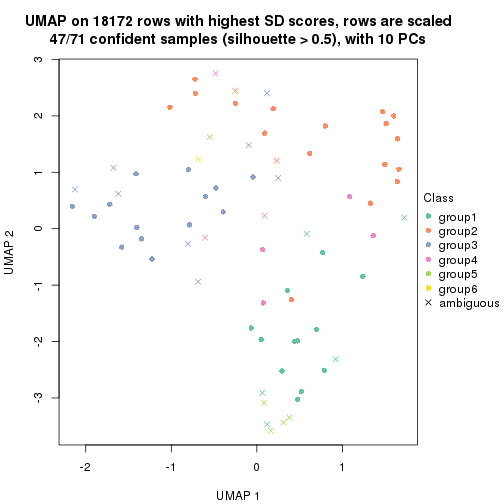 UMAP on 18172 rows with highest SD scores, rows are scaled
47/71 confident samples (silhouette > 0.5), with 10 PCs
3
2
1
0
-1
-2
-3
UMAP 2
-2
-1
0
1
UMAP 1
Class
group1
group2
group3
group4
group5
group6
ambiguous